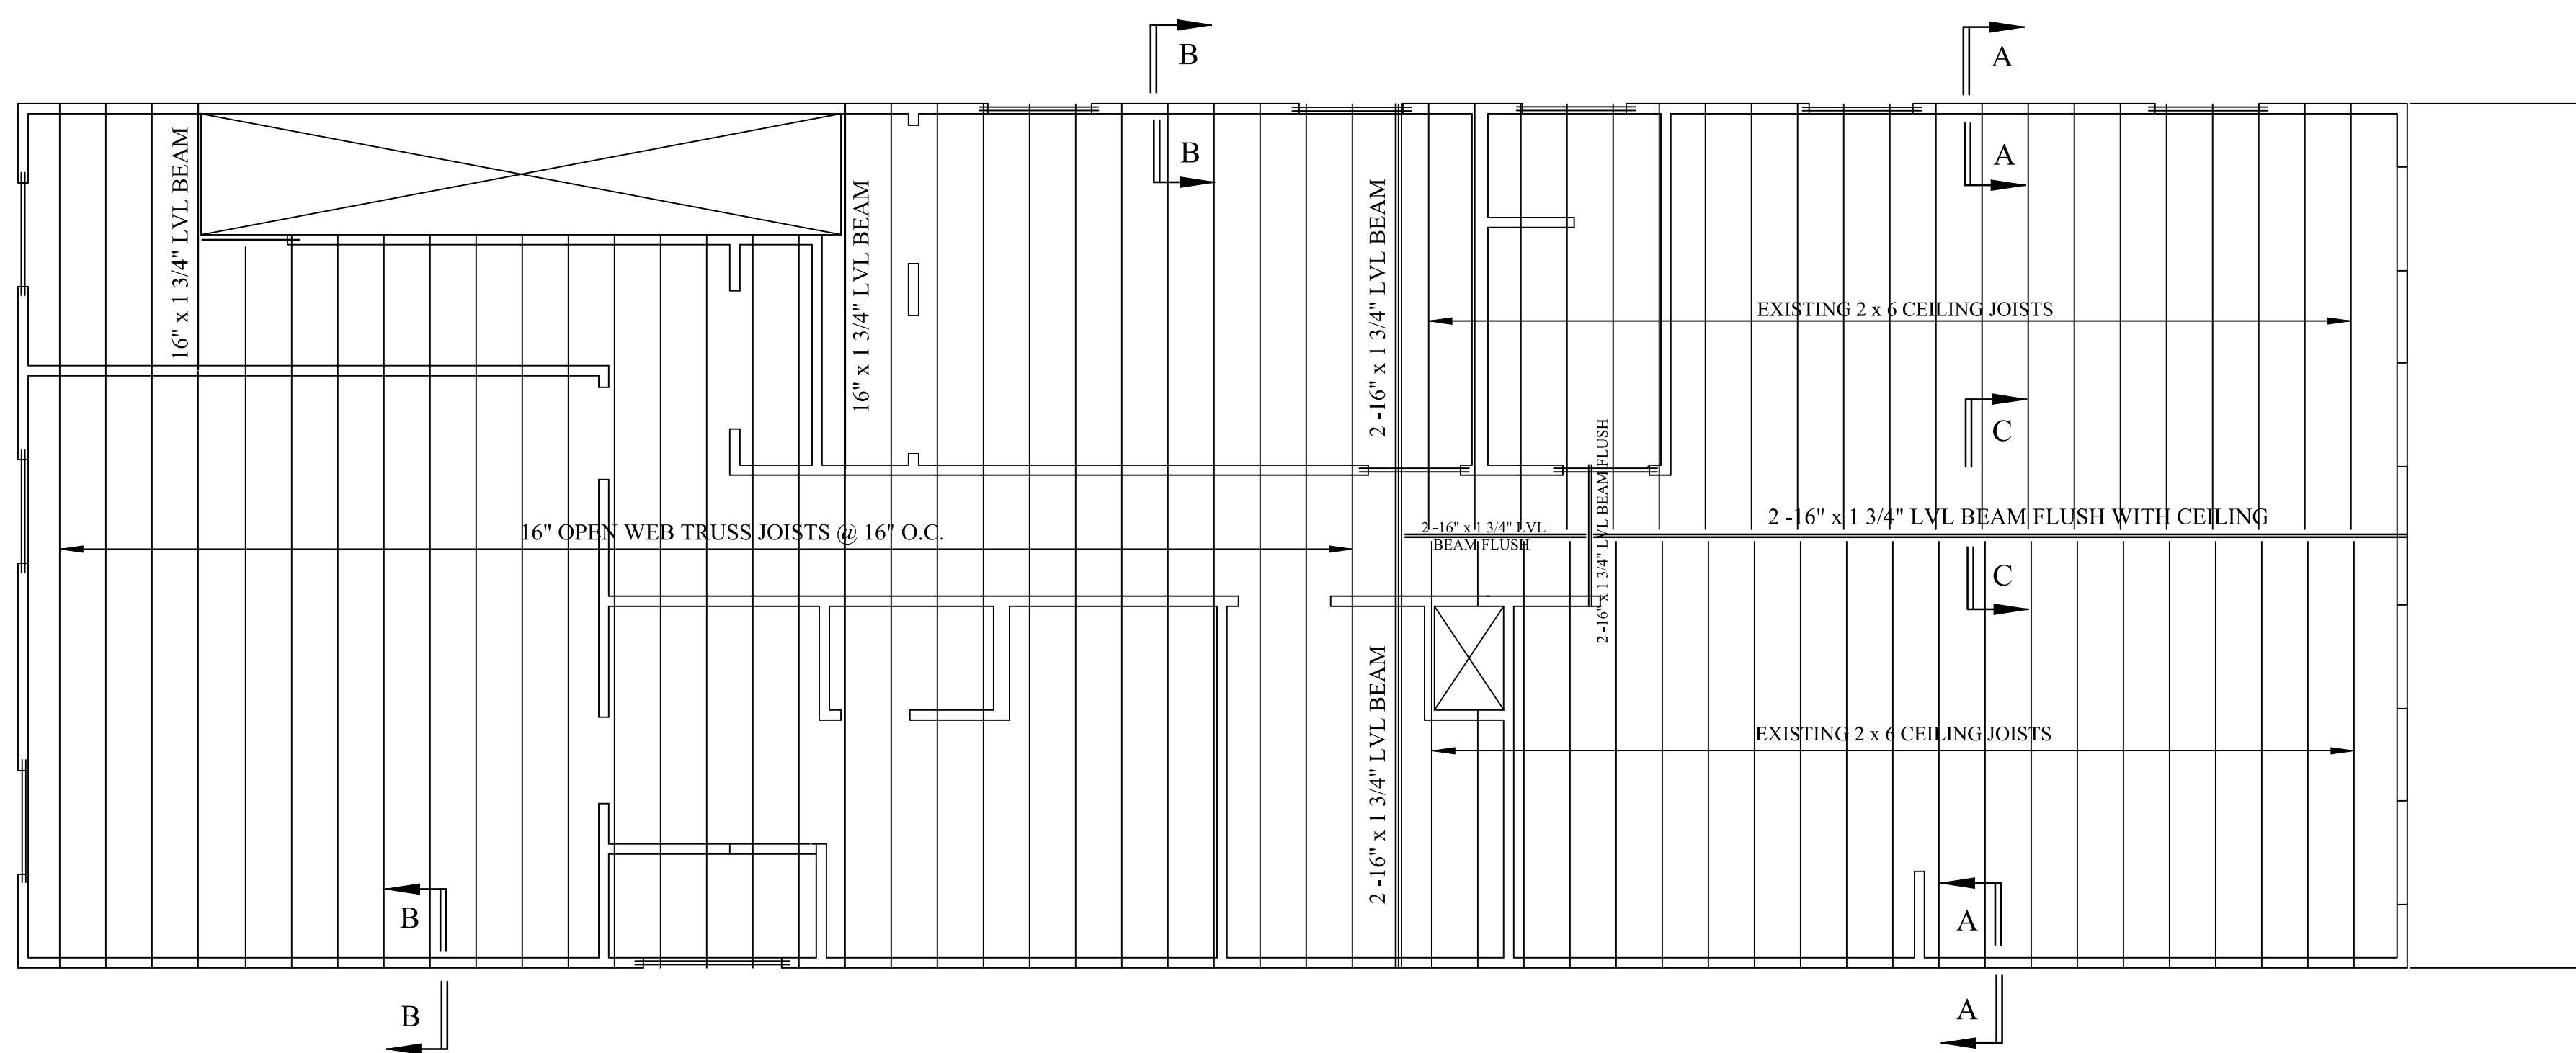 B
A
B
A
16" x 1 3/4" LVL BEAM
16" x 1 3/4" LVL BEAM
2 -16" x 1 3/4" LVL BEAM
EXISTING 2 x 6 CEILING JOISTS
C
2 -16" x 1 3/4" LVL BEAM FLUSH
16" OPEN WEB TRUSS JOISTS @ 16" O.C.
2 -16" x 1 3/4" LVL
BEAM FLUSH
2 -16" x 1 3/4" LVL BEAM FLUSH WITH CEILING
C
2 -16" x 1 3/4" LVL BEAM
EXISTING 2 x 6 CEILING JOISTS
B
A
B
A